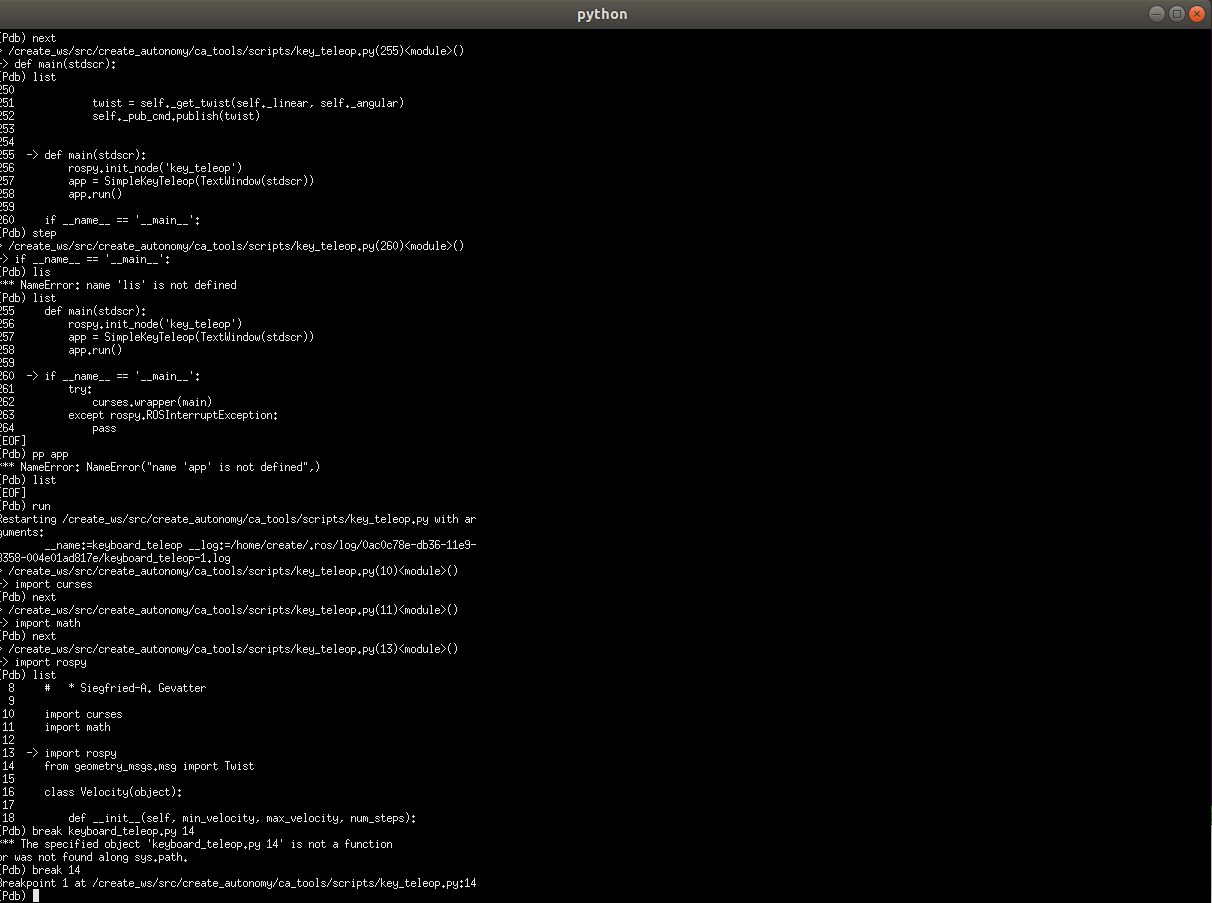 python
(Pdb) next
> /create_ws/src/create_autonomy/ca_tools/scripts/key_teleop.py(255)<module>()
-> def main(stdscr):
(Pdb) list
250
251             twist = self._get_twist(self._linear, self._angular)
252             self._pub_cmd.publish(twist)
253
254
255  -> def main(stdscr):
256         rospy.init_node('key_teleop')
257         app = SimpleKeyTeleop(TextWindow(stdscr))
258         app.run()
259
260     if __name__ == '__main__':
(Pdb) step
> /create_ws/src/create_autonomy/ca_tools/scripts/key_teleop.py(260)<module>()
-> if __name__ == '__main__':
(Pdb) lis
*** NameError: name 'lis' is not defined
(Pdb) list
255     def main(stdscr):
256         rospy.init_node('key_teleop')
257         app = SimpleKeyTeleop(TextWindow(stdscr))
258         app.run()
259
260  -> if __name__ == '__main__':
261         try:
262             curses.wrapper(main)
263         except rospy.ROSInterruptException:
264             pass
[EOF]
(Pdb) pp app
*** NameError: NameError("name 'app' is not defined",)
(Pdb) list
[EOF]
(Pdb) run
Restarting /create_ws/src/create_autonomy/ca_tools/scripts/key_teleop.py with ar
guments:
        __name:=keyboard_teleop __log:=/home/create/.ros/log/0ac0c78e-db36-11e9-
8358-004e01ad817e/keyboard_teleop-1.log
> /create_ws/src/create_autonomy/ca_tools/scripts/key_teleop.py(10)<module>()
-> import curses
(Pdb) next
> /create_ws/src/create_autonomy/ca_tools/scripts/key_teleop.py(11)<module>()
-> import math
(Pdb) next
> /create_ws/src/create_autonomy/ca_tools/scripts/key_teleop.py(13)<module>()
-> import rospy
(Pdb) list
  8     #   * Siegfried-A. Gevatter
  9
 10     import curses
 11     import math
 12
 13  -> import rospy
 14     from geometry_msgs.msg import Twist
 15
 16     class Velocity(object):
 17
 18         def __init__(self, min_velocity, max_velocity, num_steps):
(Pdb) break keyboard_teleop.py 14
*** The specified object 'keyboard_teleop.py 14' is not a function
or was not found along sys.path.
(Pdb) break 14
Breakpoint 1 at /create_ws/src/create_autonomy/ca_tools/scripts/key_teleop.py:14
(Pdb)